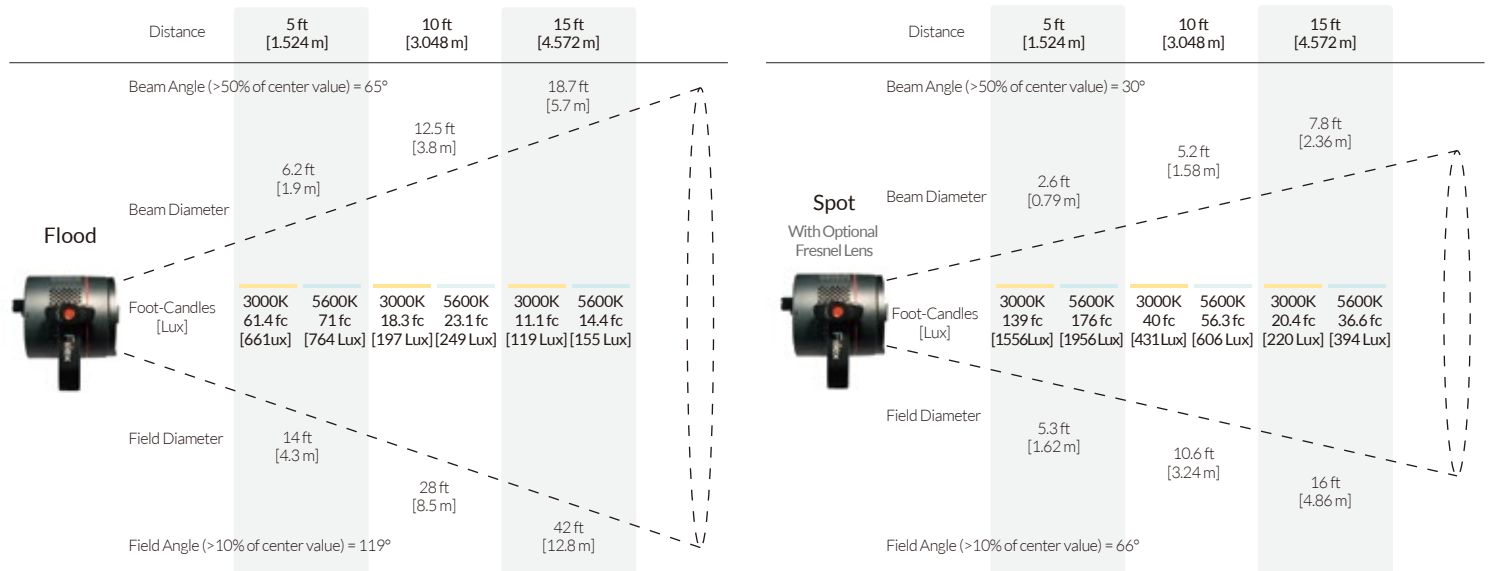 Distance
5 ft
[1.524 m]
10 ft
[3.048 m]
15 ft
[4.572 m]
Beam Angle (>50% of center value) = 65°
18.7 ft
[5.7 m]
12.5 ft
[3.8 m]
6.2 ft
[1.9 m]
Beam Diameter
Flood
Foot-Candles
[Lux]
3000K
61.4 fc
[661ux]
5600K
71 fc
[764 Lux]
3000K
18.3 fc
[197 Lux]
5600K
23.1 fc
[249 Lux]
3000K
11.1 fc
[119 Lux]
5600K
14.4 fc
[155 Lux]
Field Diameter
14 ft
[4.3 m]
28 ft
[8.5 m]
42 ft
[12.8 m]
Field Angle (>10% of center value) = 119°
Distance
5 ft
[1.524 m]
10 ft
[3.048 m]
15 ft
[4.572 m]
Beam Angle (>50% of center value) = 30°
7.8 ft
[2.36 m]
5.2 ft
[1.58 m]
2.6 ft
[0.79 m]
Beam Diameter
Spot
With Optional
Fresnel Lens
Foot-Candles
[Lux]
3000K
139 fc
[1556Lux]
5600K
176 fc
[1956 Lux]
3000K
40 fc
[431Lux]
5600K
56.3 fc
[606 Lux]
3000K
20.4 fc
[220 Lux]
5600K
36.6 fc
[394 Lux]
Field Diameter
5.3 ft
[1.62 m]
10.6 ft
[3.24 m]
16 ft
[4.86 m]
Field Angle (>10% of center value) = 66°